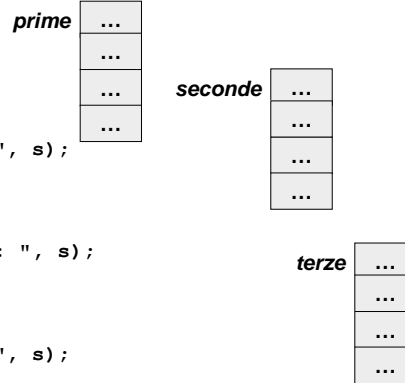 prime …
…
…
seconde …
…
…
", s);
…
…
: ", s);
terze …
…
…
", s);
…